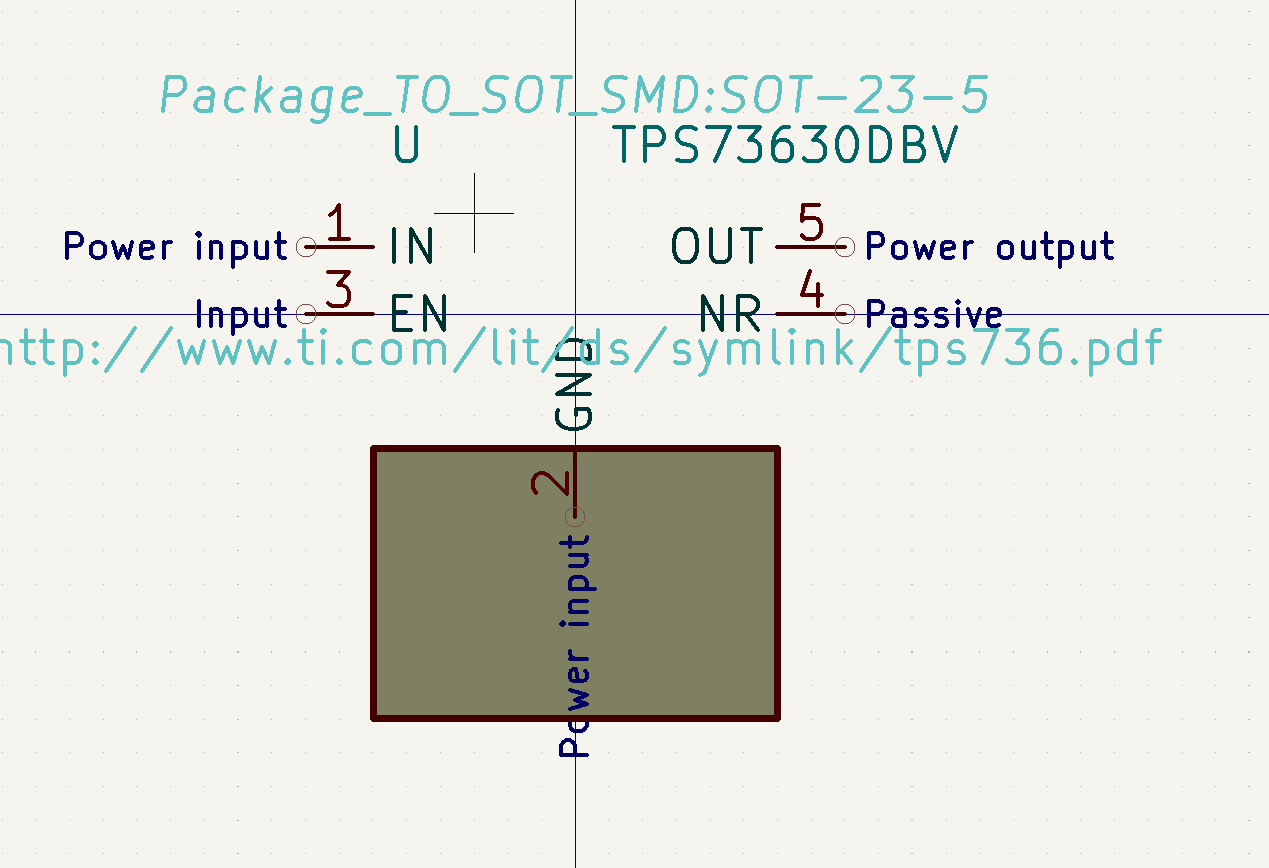 Package_TO_SOT_SMD:SOT-23-5
U TPS73630DBV
Power input 1 IN OUT 5 Power output
Input 3 EN NR 4 Passive
http://www.ti.com/lit/ds/symlink/tps736.pdf
GND
2
Power input